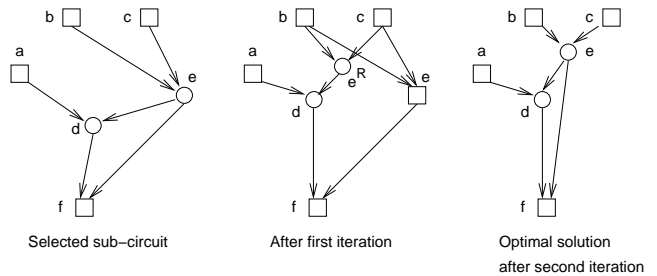 b c b c b c
a a a
e e^R e e
d d d
f f f
Selected sub−circuit After first iteration Optimal solution
after second iteration